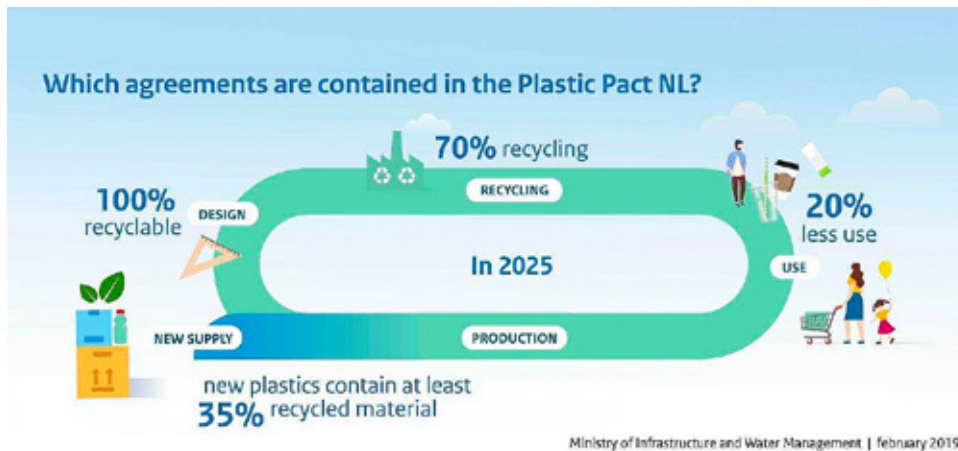 Which agreements are contained in the Plastic Pact NL?
70% recycling
RECYCLING
100%
recyclable
DESIGN
20%
less use
In 2025
USE
NEW SUPPLY
PRODUCTION
new plastics contain at least
35% recycled material
Ministry of Infrastructure and Water Management | february 2019